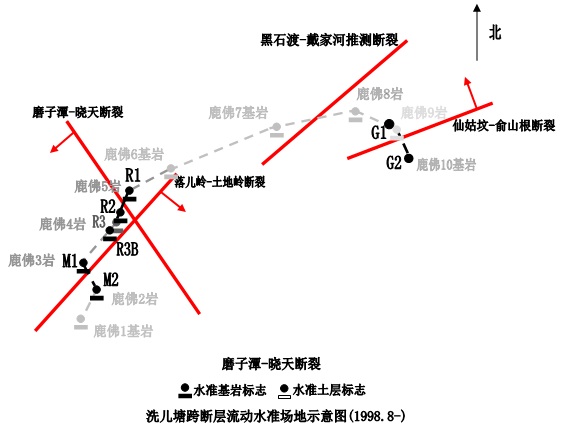 北
黑石渡-戴家河推测断裂
鹿佛8岩
鹿佛7基岩
鹿佛9岩
G1
磨子潭-晓天断裂
仙姑坟-俞山根断裂
鹿佛6基岩
G2
鹿佛10基岩
鹿佛5岩
R1
落儿岭-土地岭断裂
R2
鹿佛4岩
R3
R3B
鹿佛3岩
M1
M2
鹿佛2岩
鹿佛1基岩
磨子潭-晓天断裂
水准基岩标志
水准土层标志
洗儿塘跨断层流动水准场地示意图(1998.8-)